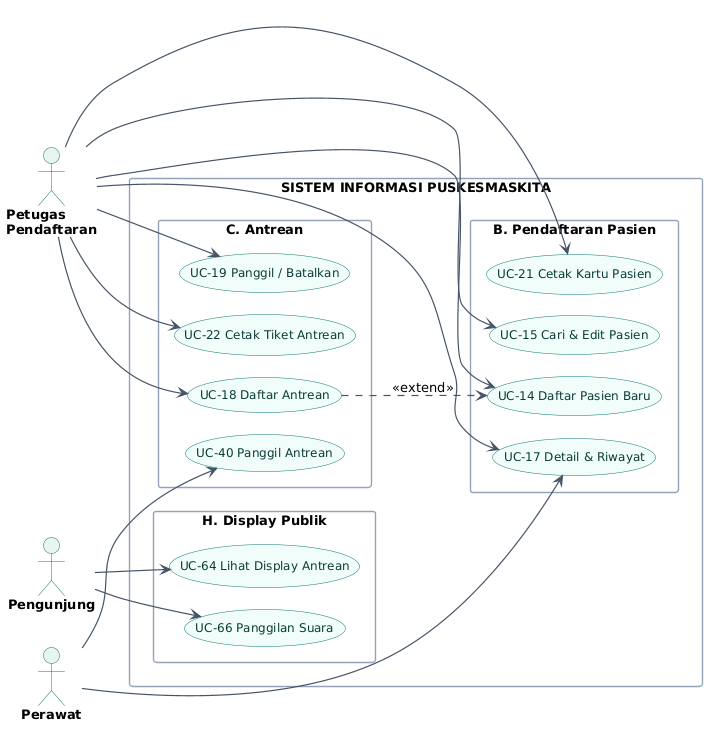 SISTEM INFORMASI PUSKESMASKITA
Petugas
Pendaftaran
C. Antrean
UC-19 Panggil / Batalkan
UC-22 Cetak Tiket Antrean
UC-18 Daftar Antrean
UC-40 Panggil Antrean
«extend»
B. Pendaftaran Pasien
UC-21 Cetak Kartu Pasien
UC-15 Cari & Edit Pasien
UC-14 Daftar Pasien Baru
UC-17 Detail & Riwayat
H. Display Publik
UC-64 Lihat Display Antrean
UC-66 Panggilan Suara
Pengunjung
Perawat